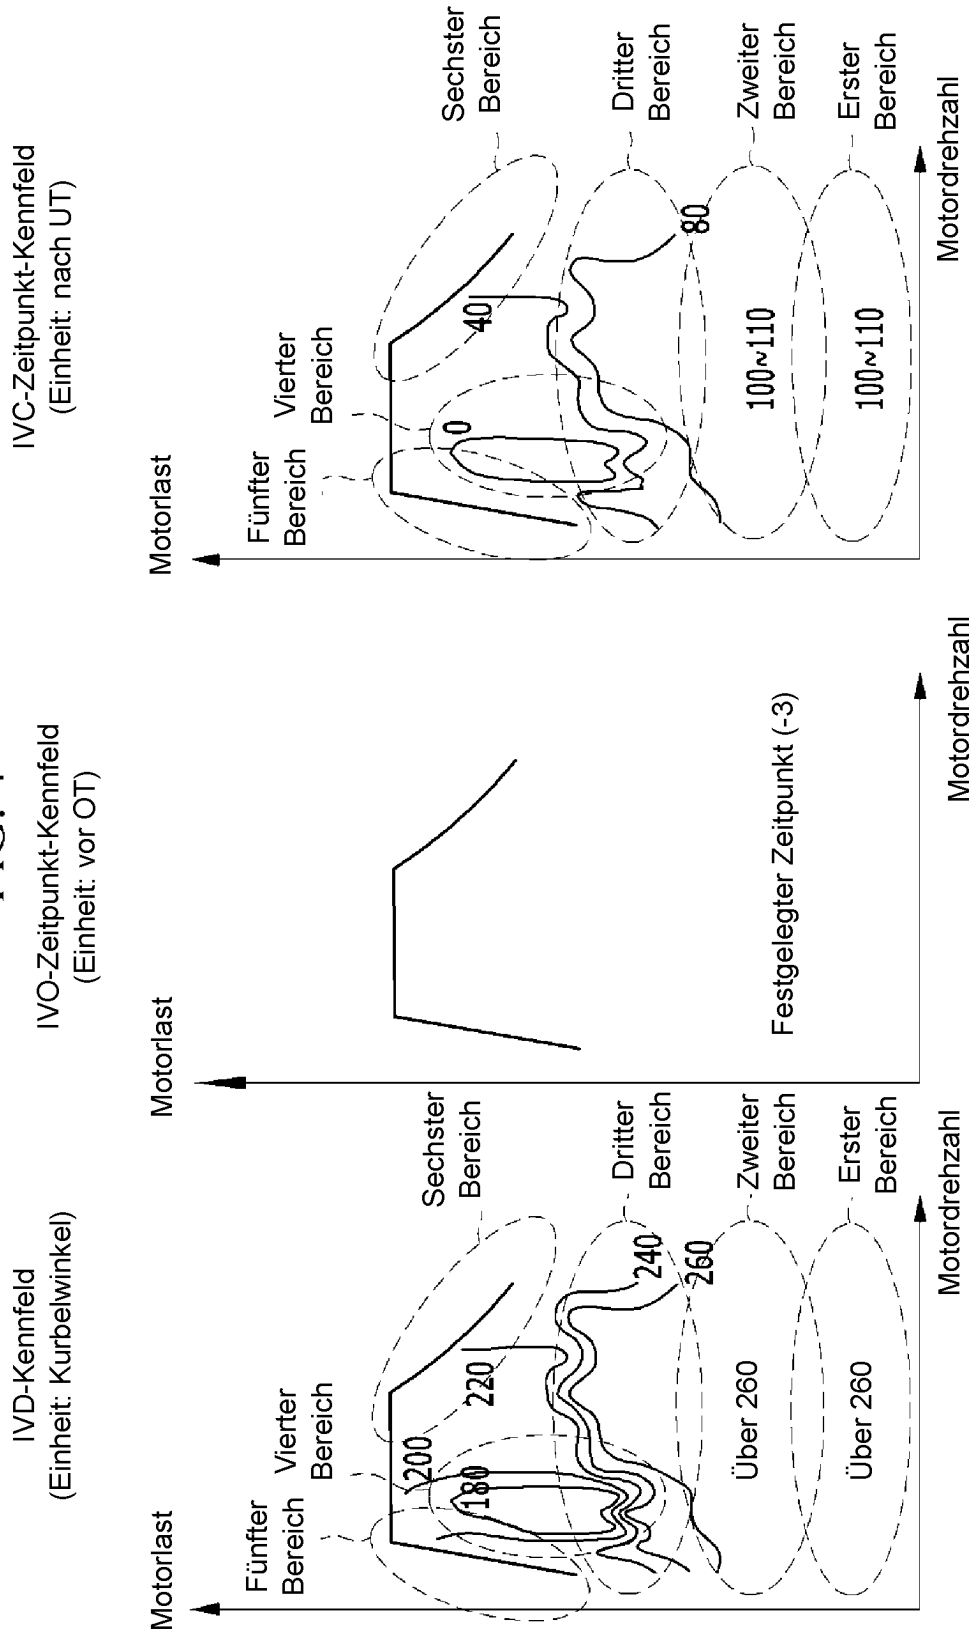 IVD-Kennfeld
(Einheit: Kurbelwinkel)
Motorlast
Fünfter
Bereich
Vierter
Bereich
Sechster
Bereich
200
180
220
240
260
Dritter
Bereich
Über 260
Zweiter
Bereich
Über 260
Erster
Bereich
Motordrehzahl
IVO-Zeitpunkt-Kennfeld
(Einheit: vor OT)
Motorlast
Festgelegter Zeitpunkt (-3)
Motordrehzahl
IVC-Zeitpunkt-Kennfeld
(Einheit: nach UT)
Motorlast
Fünfter
Bereich
Vierter
Bereich
Sechster
Bereich
0
40
80
Dritter
Bereich
100~110
Zweiter
Bereich
100~110
Erster
Bereich
Motordrehzahl